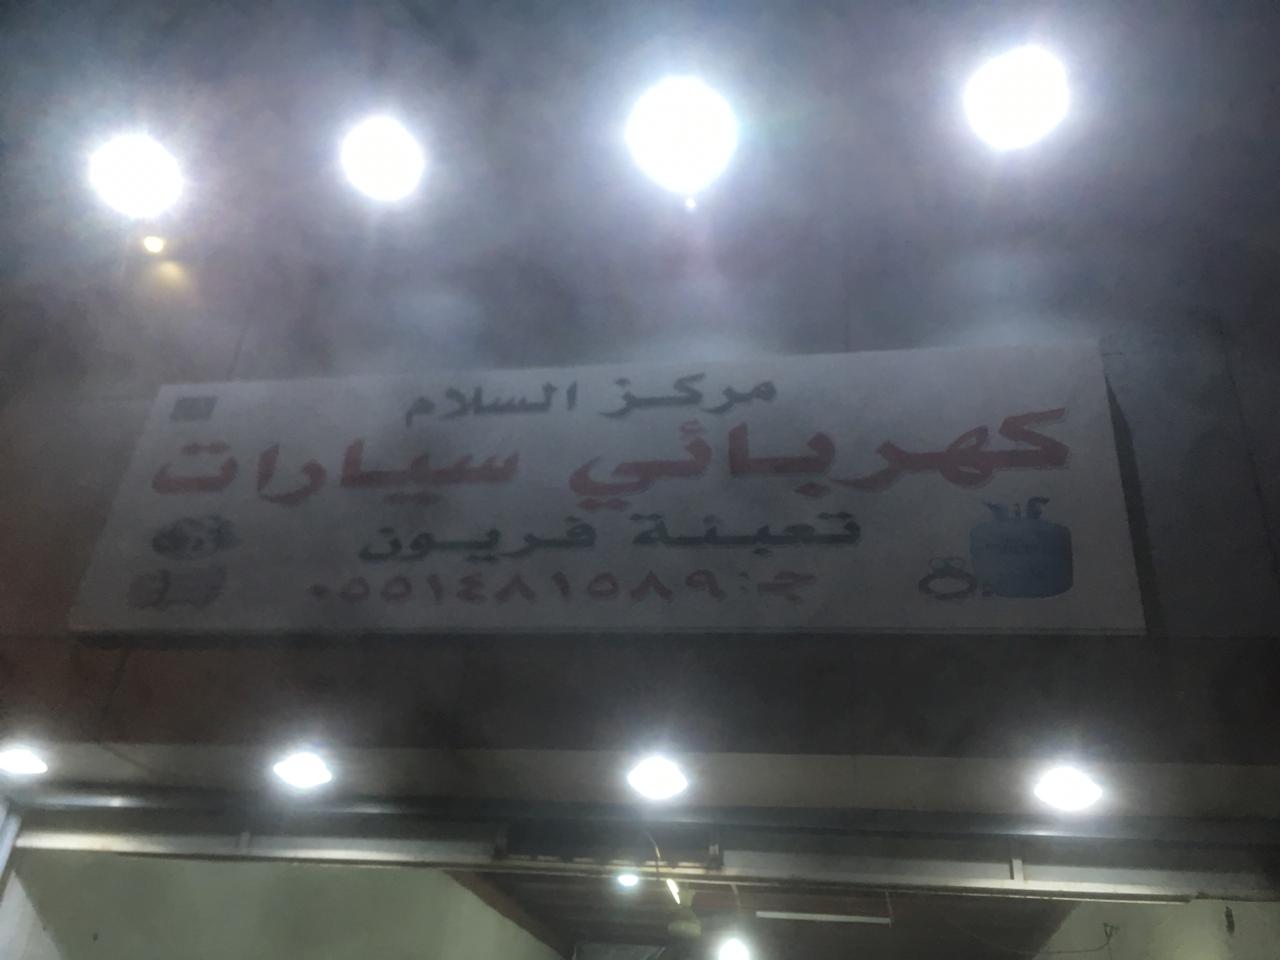 مركز السلام
كهربائي سيارات
تعبئة فريون
ج: ٠٥٥١٤٨١٥٨٩